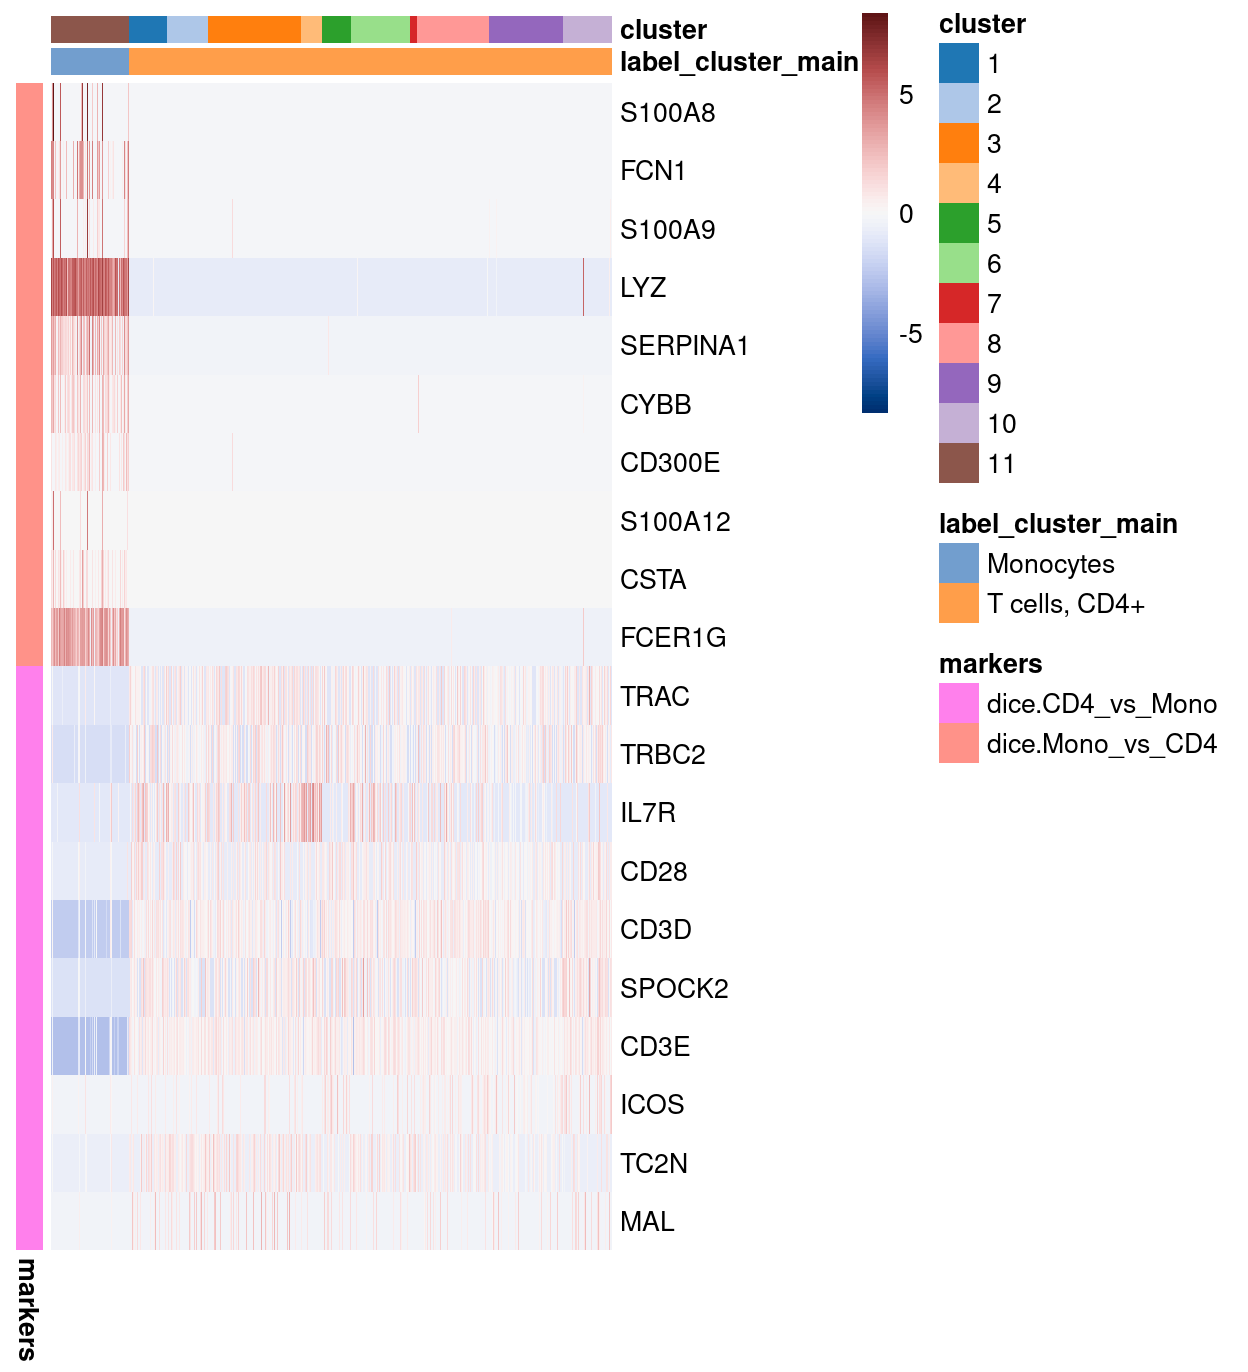 cluster
label_cluster_main
S100A8
FCN1
S100A9
LYZ
SERPINA1
CYBB
CD300E
S100A12
CSTA
FCER1G
TRAC
TRBC2
IL7R
CD28
CD3D
SPOCK2
CD3E
ICOS
TC2N
MAL
markers
5
0
-5
cluster
1
2
3
4
5
6
7
8
9
10
11
label_cluster_main
Monocytes
T cells, CD4+
markers
dice.CD4_vs_Mono
dice.Mono_vs_CD4